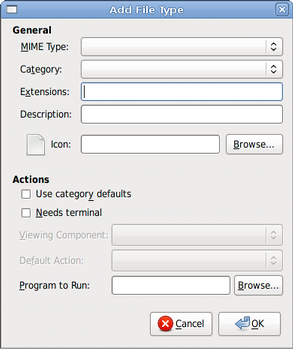 Add File Type
General
MIME Type:
Category:
Extensions:
Description:
Icon: Browse...
Actions
Use category defaults
Needs terminal
Viewing Component:
Default Action:
Program to Run: Browse...
Cancel OK